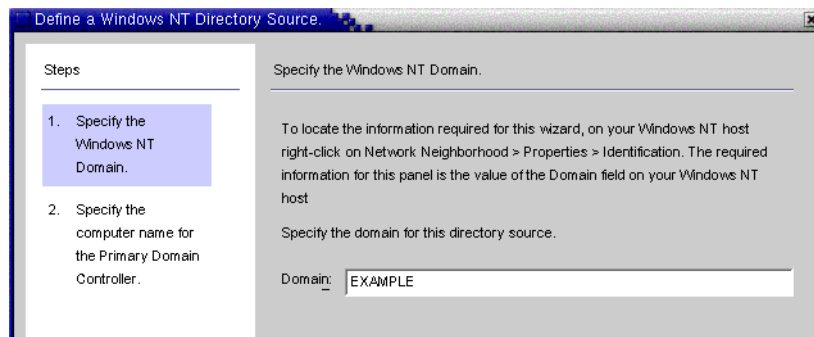 Define a Windows NT Directory Source.
Steps
1. Specify the
Windows NT
Domain.
2. Specify the
computer name for
the Primary Domain
Controller.
Specify the Windows NT Domain.
To locate the information required for this wizard, on your Windows NT host
right-click on Network Neighborhood > Properties > Identification. The required
information for this panel is the value of the Domain field on your Windows NT
host
Specify the domain for this directory source.
Domain: EXAMPLE